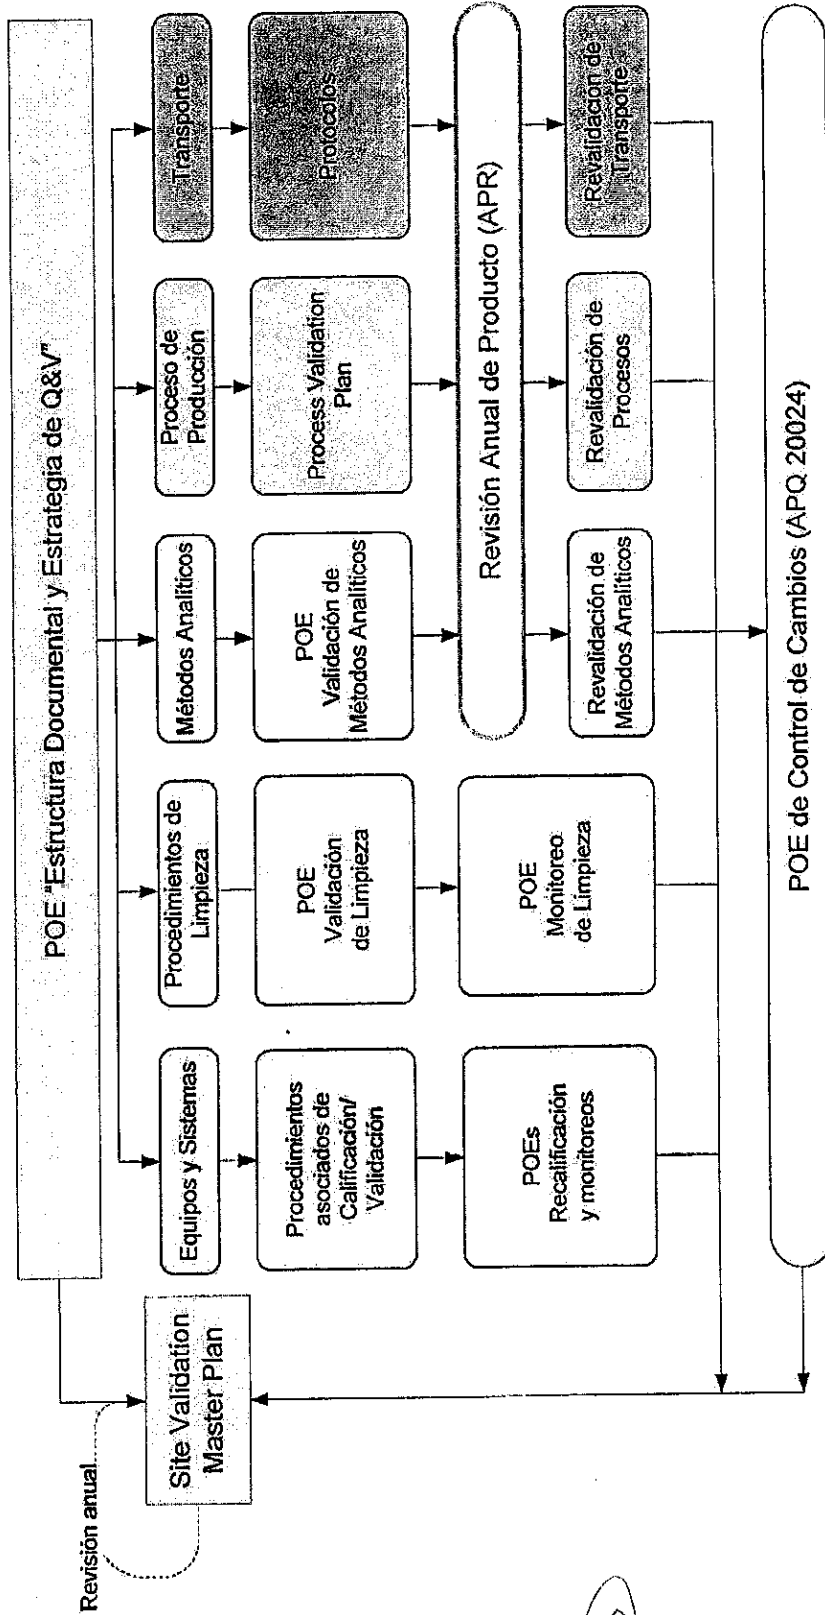 POE "Estructura Documental y Estrategia de Q&V"
Revisión anual
Site Validation
Master Plan
Equipos y Sistemas
Procedimientos de
Limpieza
Métodos Analíticos
Proceso de
Producción
Transporte
Procedimientos
asociados de
Calificación/
Validación
POE
Validación
de Limpieza
POE
Validación de
Métodos Analíticos
Process Validation
Plan
Protocolos
POEs
Recalificación
y monitoreos
POE
Monitoreo
de Limpieza
Revisión Anual de Producto (APR)
Revalidación de
Métodos Analíticos
Revalidación de
Procesos
Revalidación de
Transporte
POE de Control de Cambios (APQ 20024)